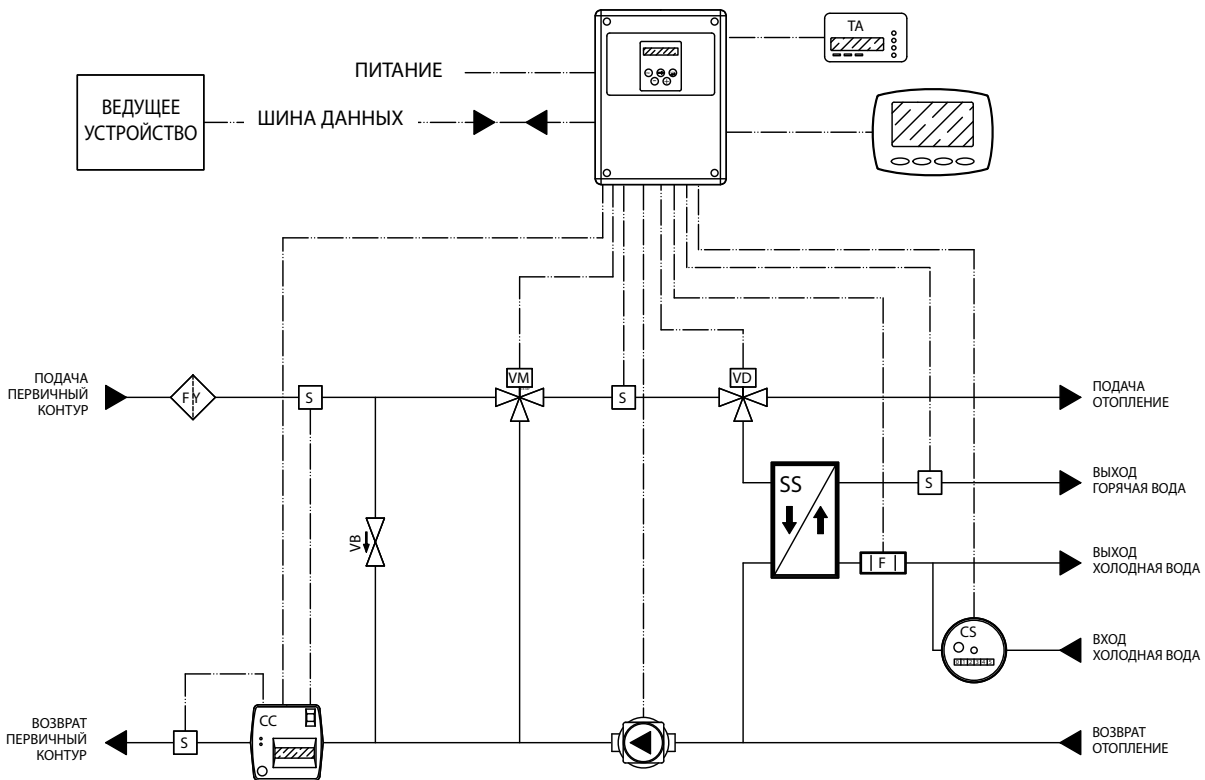 TA
ПИТАНИЕ
ВЕДУЩЕЕ
УСТРОЙСТВО
ШИНА ДАННЫХ
ПОДАЧА
ПЕРВИЧНЫЙ
КОНТУР
FY
S
VM
S
VD
ПОДАЧА
ОТОПЛЕНИЕ
SS
S
ВЫХОД
ГОРЯЧАЯ ВОДА
VB
F
ВЫХОД
ХОЛОДНАЯ ВОДА
CS
012345
ВХОД
ХОЛОДНАЯ ВОДА
ВОЗВРАТ
ПЕРВИЧНЫЙ
КОНТУР
S
CC
ВОЗВРАТ
ОТОПЛЕНИЕ